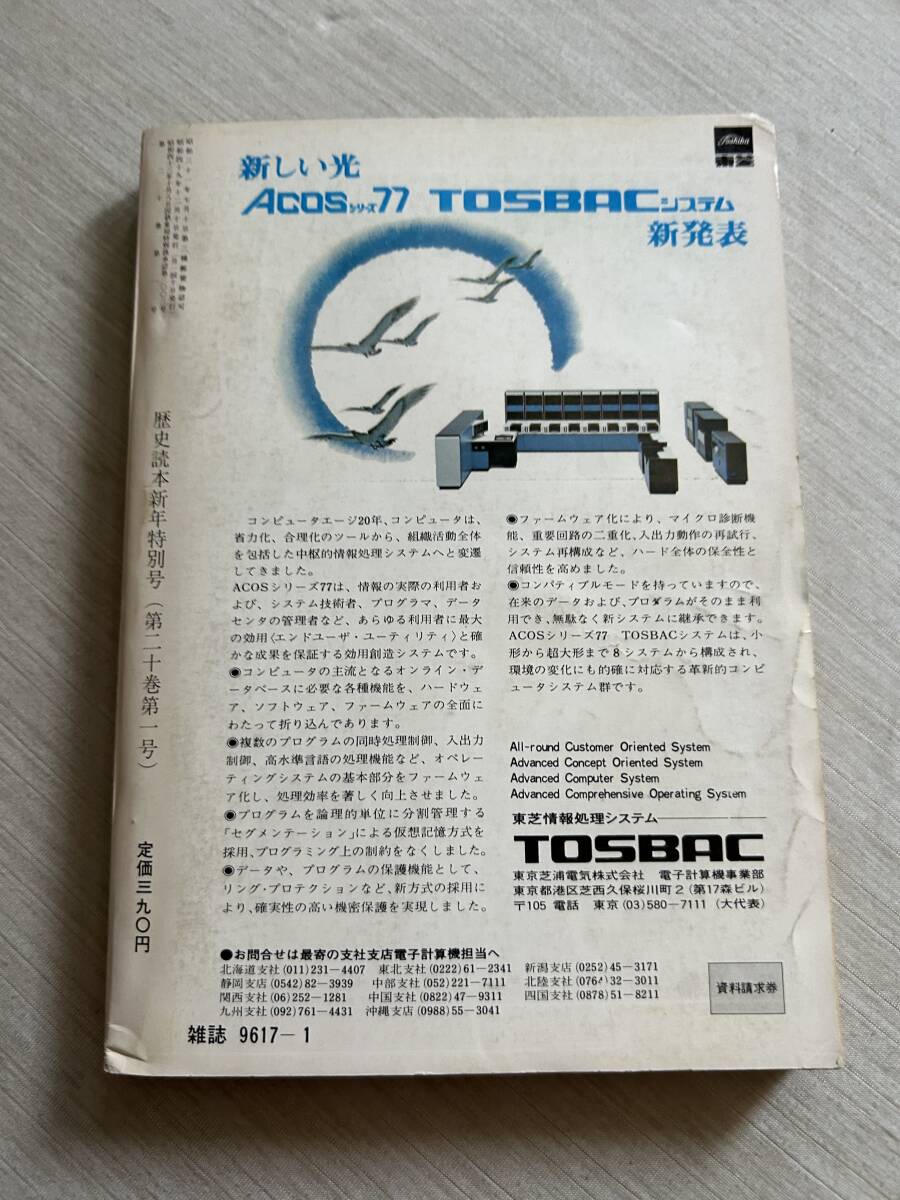 Toshiba
東芝
新しい光
ACOSシリーズ77 TOSBACシステム
新発表
コンピュータエージ20年、コンピュータは、
省力化、合理化のツールから、組織活動全体
を包括した中枢的情報処理システムへと変遷
してきました。
ACOSシリーズ77は、情報の実際の利用者お
よび、システム技術者、プログラマ、データ
センタの管理者など、あらゆる利用者に最大
の効用〈エンドユーザ・ユーティリティ〉と確
かな成果を保証する効用創造システムです。
●コンピュータの主流となるオンライン・デ
ータベースに必要な各種機能を、ハードウェ
ア、ソフトウェア、ファームウェアの全面に
わたって折り込んであります。
●複数のプログラムの同時処理制御、入出力
制御、高水準言語の処理機能など、オペレー
ティングシステムの基本部分をファームウェ
ア化し、処理効率を著しく向上させました。
●プログラムを論理的単位に分割管理する
「セグメンテーション」による仮想記憶方式を
採用、プログラミング上の制約をなくしました。
●データや、プログラムの保護機能として、
リング・プロテクションなど、新方式の採用に
より、確実性の高い機密保護を実現しました。
●ファームウェア化により、マイクロ診断機
能、重要回路の二重化、入出力動作の再試行、
システム再構成など、ハード全体の保全性と
信頼性を高めました。
●コンパティブルモードを持っていますので、
在来のデータおよび、プログラムがそのまま利
用でき、無駄なく新システムに継承できます。
ACOSシリーズ77 TOSBACシステムは、小
形から超大形まで8システムから構成され、
環境の変化にも的確に対応する革新的コンピ
ュータシステム群です。
All-round Customer Oriented System
Advanced Concept Oriented System
Advanced Computer System
Advanced Comprehensive Operating System
東芝情報処理システム
TOSBAC
東京芝浦電気株式会社 電子計算機事業部
東京都港区芝西久保桜川町2(第17森ビル)
〒105 電話 東京(03)580-7111(大代表)
●お問合せは最寄の支社支店電子計算機担当へ
北海道支社(011)231-4407 東北支社(0222)61-2341 新潟支店(0252)45-3171
静岡支店(0542)82-3939 中部支社(052)221-7111 北陸支社(0764)32-3011
関西支社(06)252-1281 中国支社(0822)47-9311 四国支社(0878)51-8211
九州支社(092)761-4431 沖縄支店(0988)55-3041
資料請求券
雑誌 9617-1
歴史読本新年特別号(第二十巻第一号)
定価三九〇円